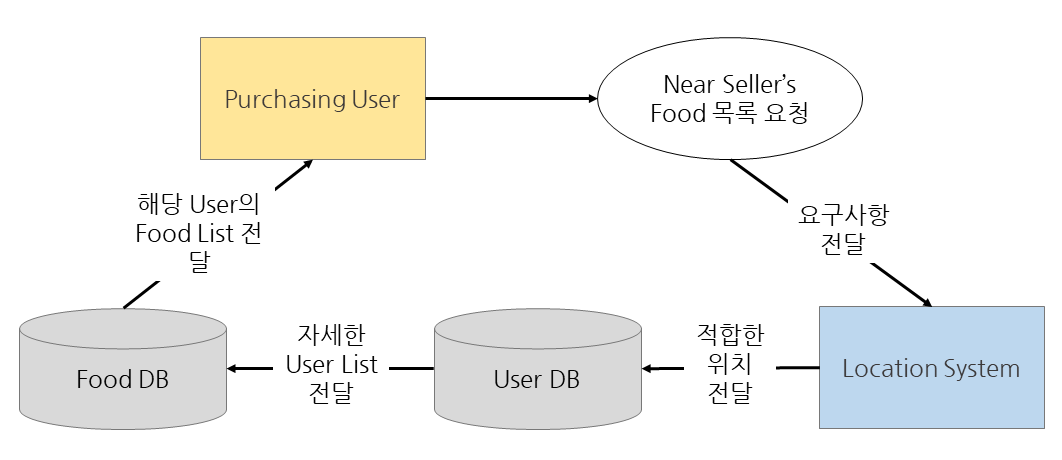 Purchasing User
Near Seller’s
Food 목록 요청
해당 User의
Food List 전
달
요구사항
전달
Food DB
자세한
User List
전달
User DB
적합한
위치
전달
Location System